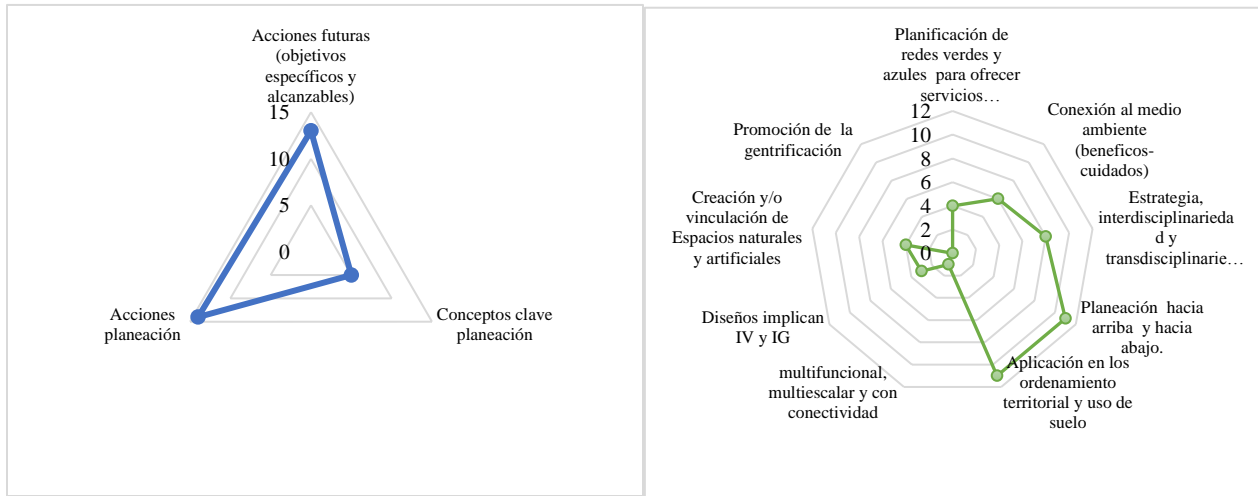 Acciones futuras
(objetivos
específicos y
alcanzables)
15
10
5
0
Acciones
planeación
Conceptos clave
planeación
Planificación de
redes verdes y
azules para ofrecer
servicios…
12
10
8
6
4
2
0
Conexión al medio
ambiente
(beneficos-
cuidados)
Estrategia,
interdisciplinarieda
d y
transdisciplinarie…
Planeación hacia
arriba y hacia
abajo.
Aplicación en los
ordenamiento
territorial y uso de
suelo
multifuncional,
multiescalar y con
conectividad
Diseños implican
IV y IG
Creación y/o
vinculación de
Espacios naturales
y artificiales
Promoción de la
gentrificación